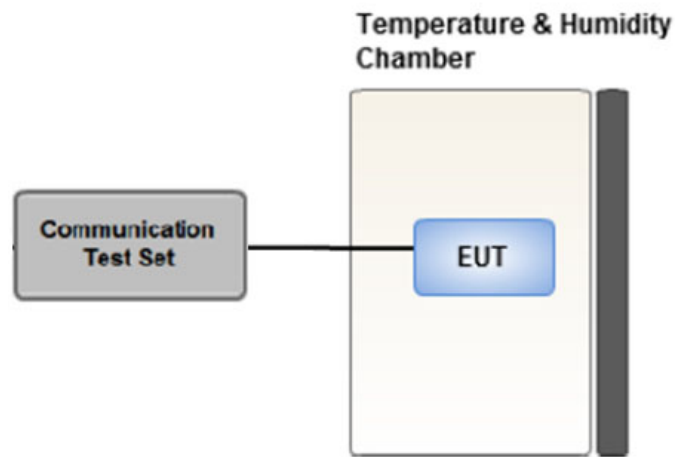 Temperature & Humidity
Chamber
Communication
Test Set
EUT